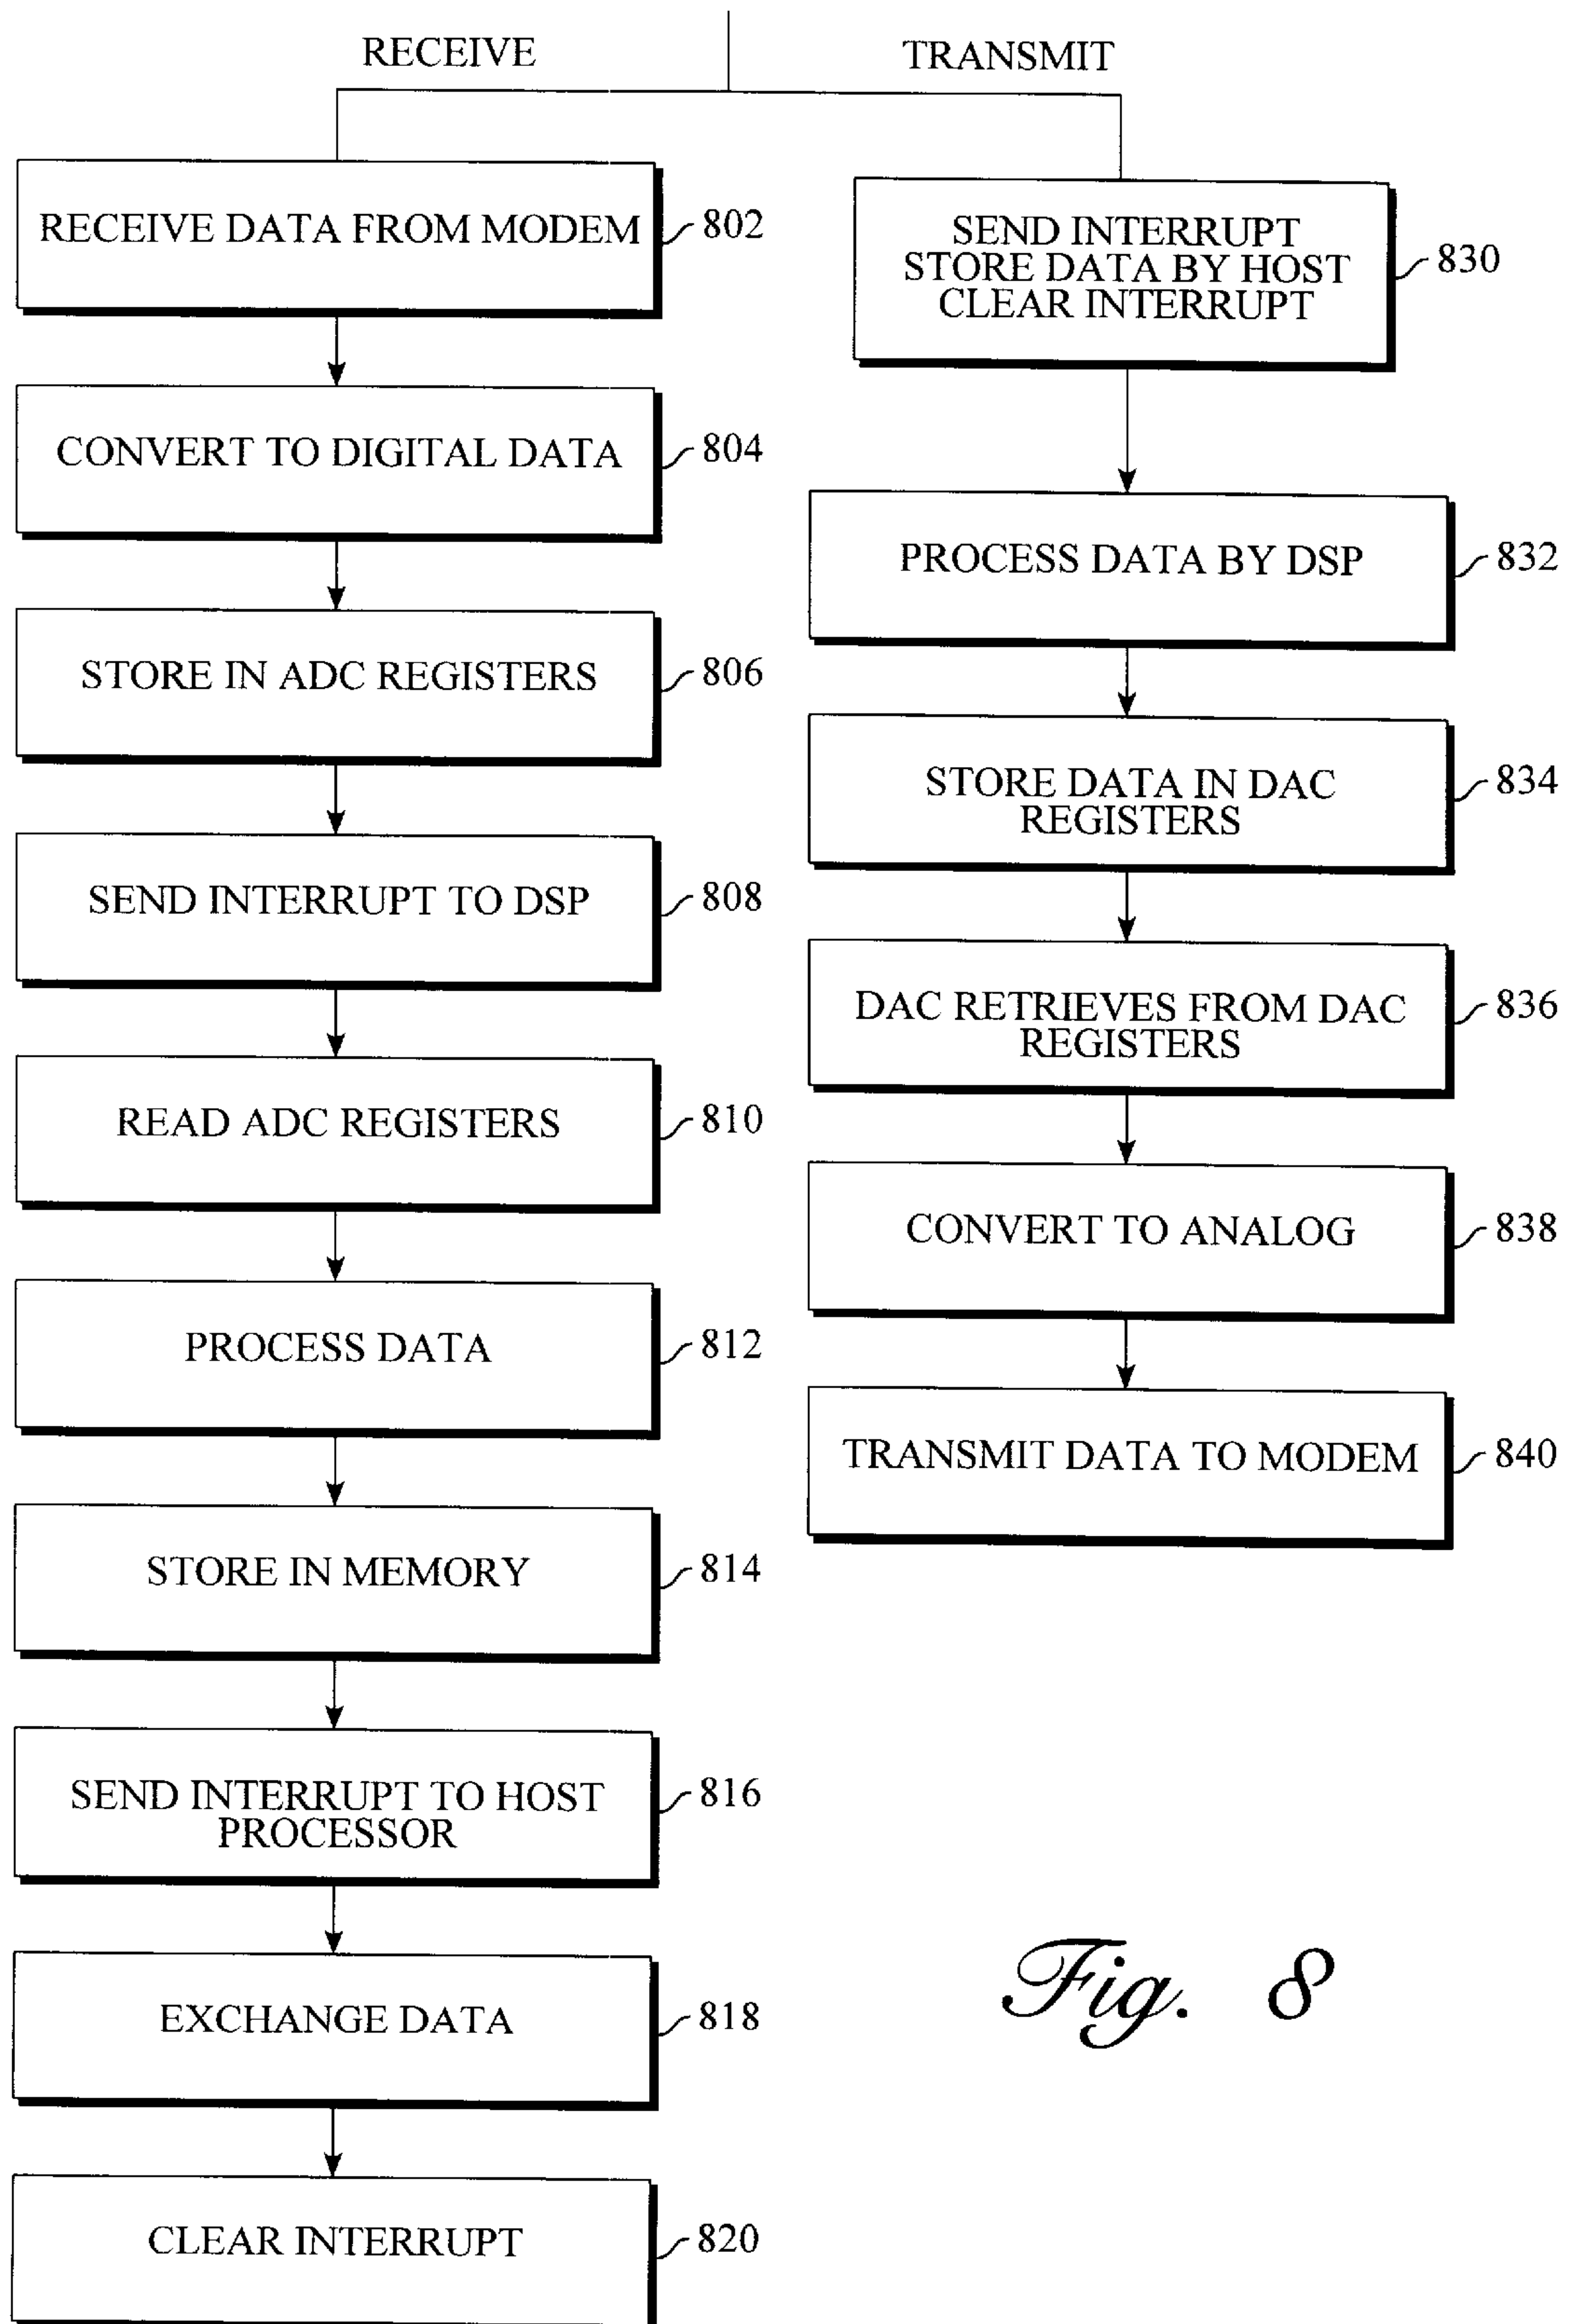 RECEIVE
TRANSMIT
RECEIVE DATA FROM MODEM
802
CONVERT TO DIGITAL DATA
804
STORE IN ADC REGISTERS
806
SEND INTERRUPT TO DSP
808
READ ADC REGISTERS
810
PROCESS DATA
812
STORE IN MEMORY
814
SEND INTERRUPT TO HOST
PROCESSOR
816
EXCHANGE DATA
818
CLEAR INTERRUPT
820
SEND INTERRUPT
STORE DATA BY HOST
CLEAR INTERRUPT
830
PROCESS DATA BY DSP
832
STORE DATA IN DAC
REGISTERS
834
DAC RETRIEVES FROM DAC
REGISTERS
836
CONVERT TO ANALOG
838
TRANSMIT DATA TO MODEM
840
Fig. 8